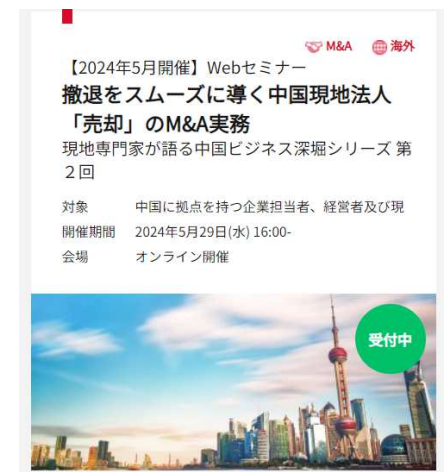 M&A 海外
【2024年5月開催】Webセミナー
撤退をスムーズに導く中国現地法人
「売却」のM&A実務
現地専門家が語る中国ビジネス深堀シリーズ 第
２回
対象 中国に拠点を持つ企業担当者、経営者及び現
開催期間 2024年5月29日(水) 16:00-
会場 オンライン開催
受付中